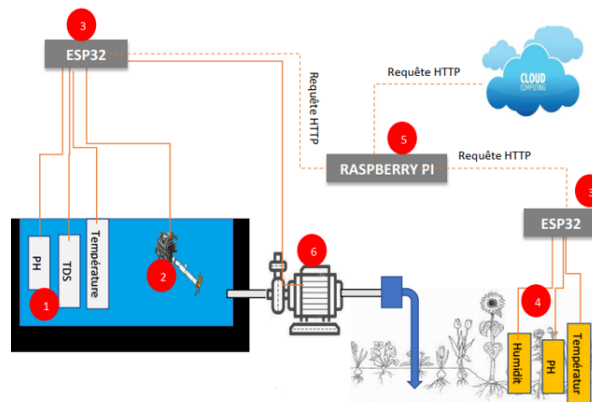 3
ESP32
Requête HTTP
Requête HTTP
CLOUD
COMPUTING
5
RASPBERRY PI
Requête HTTP
3
ESP32
PH
TDS
Température
1
2
6
4
Humidit
PH
Températur